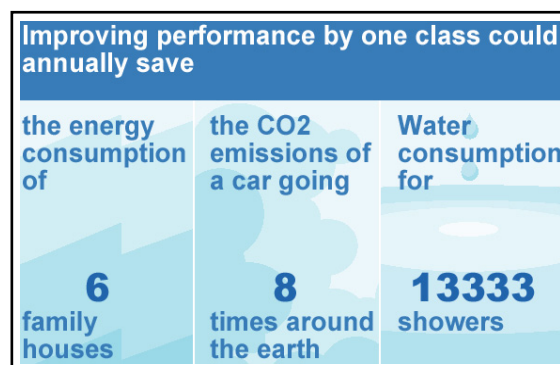 Improving performance by one class could
annually save
the energy
consumption
of
6
family
houses
the CO2
emissions of
a car going
8
times around
the earth
Water
consumption
for
13333
showers